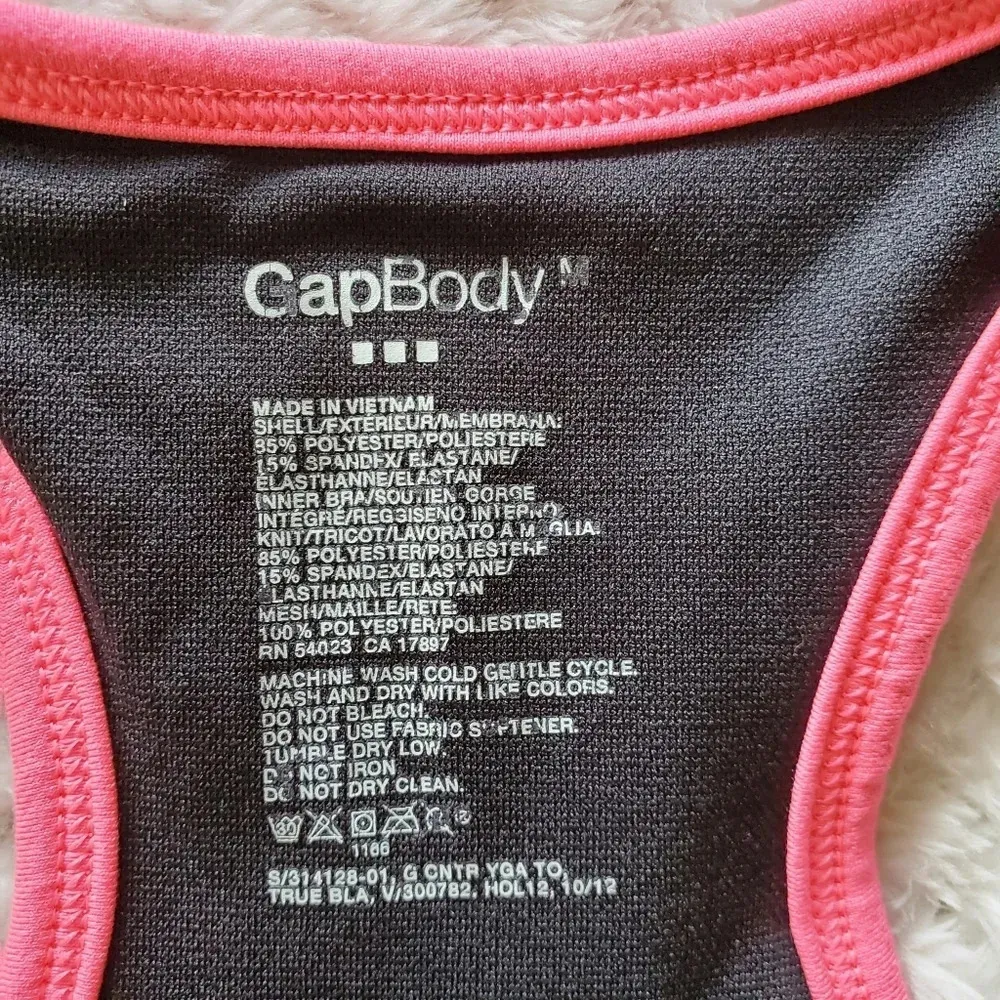 GapBody M
MADE IN VIETNAM
SHELL/EXTERIEUR/MEMBRANA:
85% POLYESTER/POLIESTERE
15% SPANDEX/ ELASTANE/
ELASTHANNE/ELASTAN
INNER BRA/SOUTIEN GORGE
INTÉGRÉ/REGGISENO INTERNO
KNIT/TRICOT/LAVORATO A MAGLIA:
85% POLYESTER/POLIESTERE
15% SPANDEX/ELASTANE/
ELASTHANNE/ELASTAN
MESH/MAILLE/RETE:
100% POLYESTER/POLIESTERE
RN 54023 CA 17897
MACHINE WASH COLD GENTLE CYCLE.
WASH AND DRY WITH LIKE COLORS.
DO NOT BLEACH.
DO NOT USE FABRIC SOFTENER.
TUMBLE DRY LOW.
DO NOT IRON
DO NOT DRY CLEAN.
30
1166
S/314128-01, G CNTR YGA TO,
TRUE BLA, V/300782, HOL12, 10/12